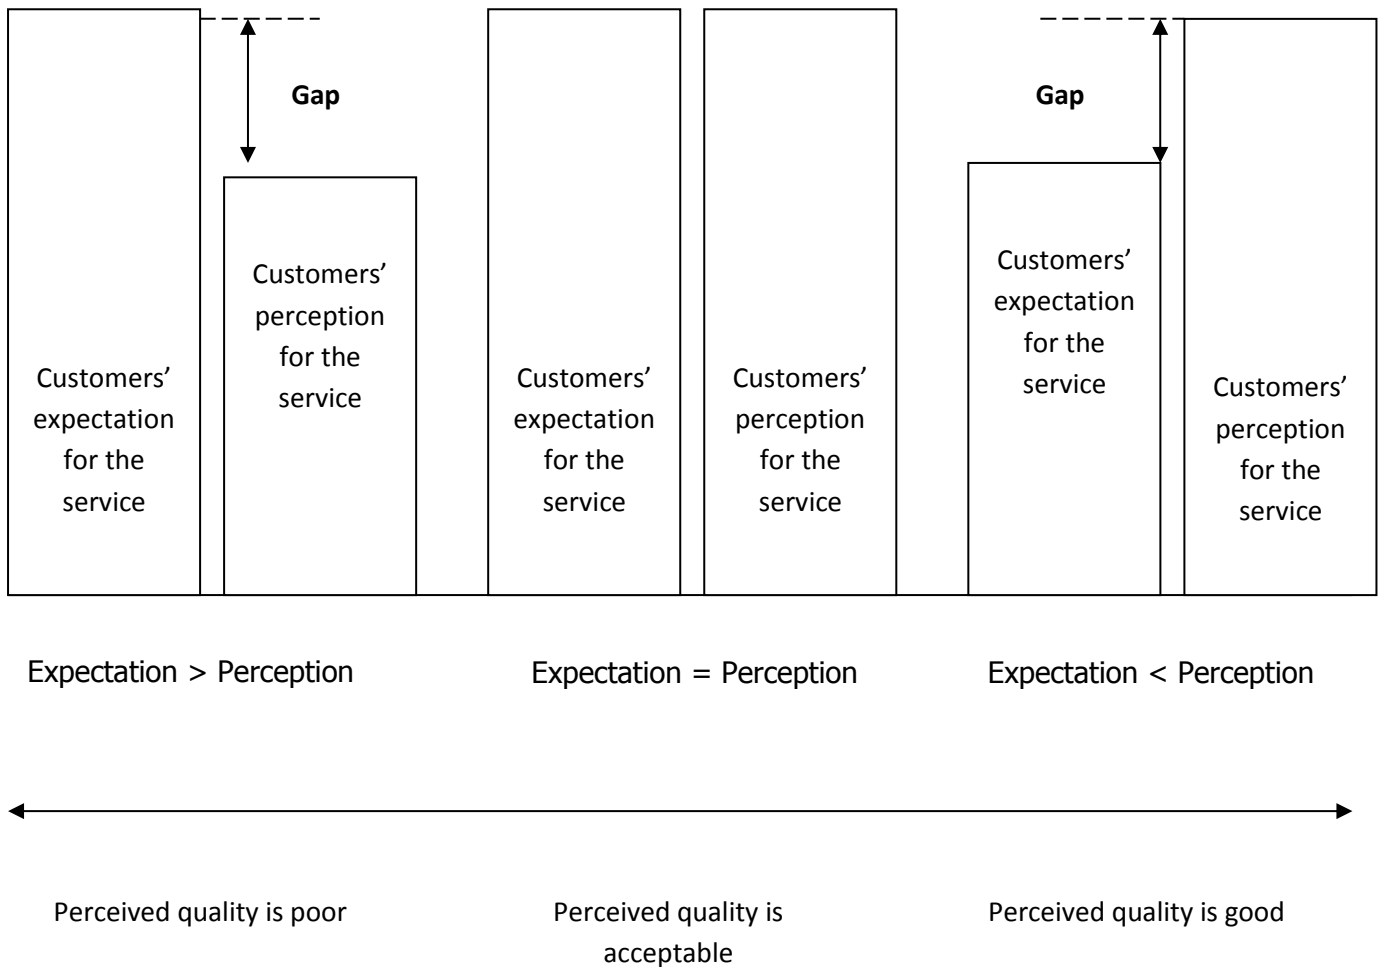 Gap
Gap
Customers’
expectation
for the
service
Customers’
perception
for the
service
Customers’
expectation
for the
service
Customers’
perception
for the
service
Customers’
expectation
for the
service
Customers’
perception
for the
service
Expectation > Perception
Expectation = Perception
Expectation < Perception
Perceived quality is poor
Perceived quality is
acceptable
Perceived quality is good